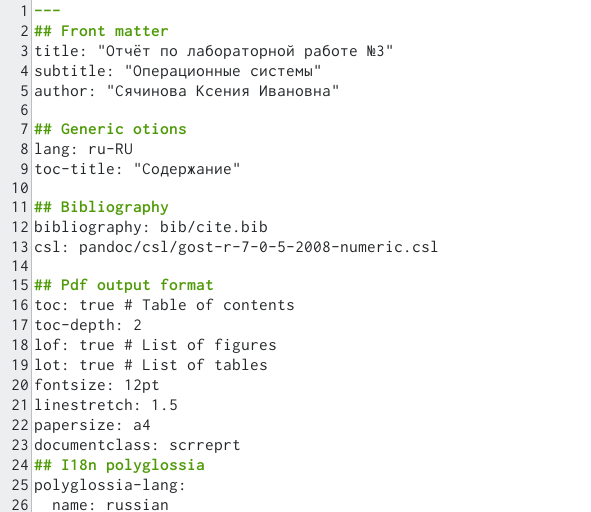 1 ---
2 ## Front matter
3 title: "Отчёт по лабораторной работе №3"
4 subtitle: "Операционные системы"
5 author: "Сячинова Ксения Ивановна"
6
7 ## Generic otions
8 lang: ru-RU
9 toc-title: "Содержание"
10
11 ## Bibliography
12 bibliography: bib/cite.bib
13 csl: pandoc/csl/gost-r-7-0-5-2008-numeric.csl
14
15 ## Pdf output format
16 toc: true # Table of contents
17 toc-depth: 2
18 lof: true # List of figures
19 lot: true # List of tables
20 fontsize: 12pt
21 linestretch: 1.5
22 papersize: a4
23 documentclass: scrreprt
24 ## I18n polyglossia
25 polyglossia-lang:
26   name: russian